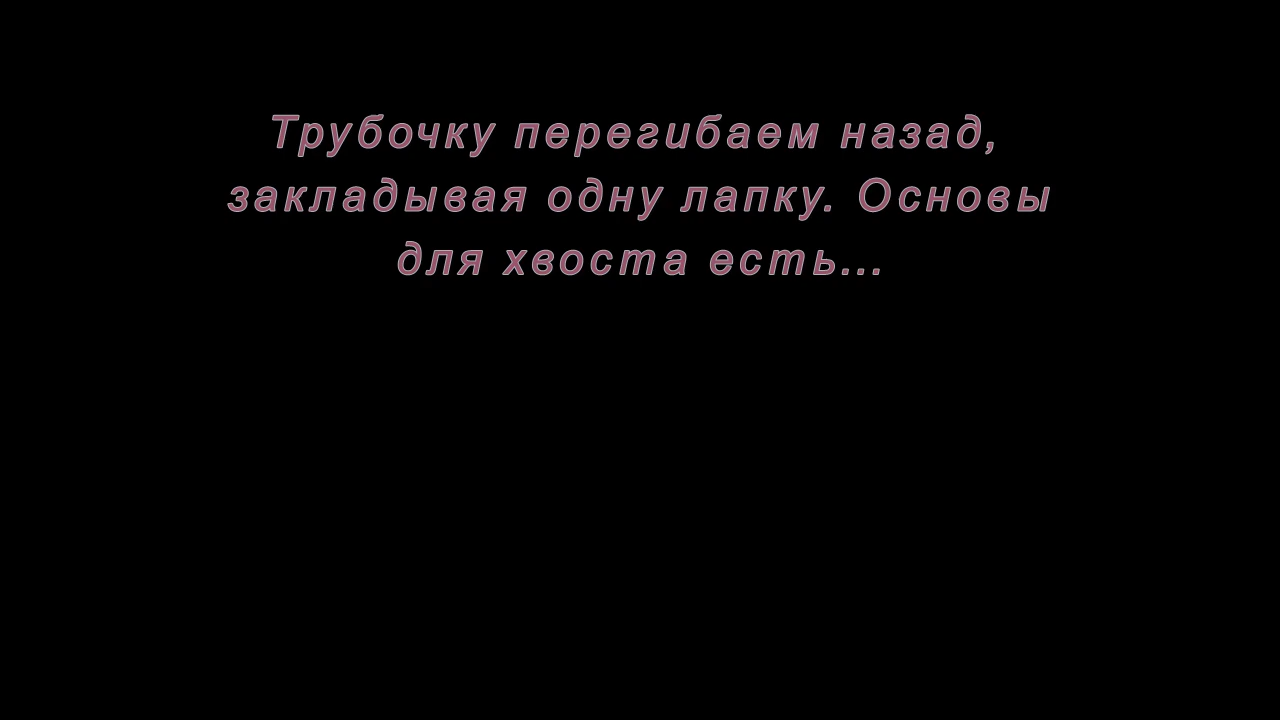 Трубочку перегибаем назад,
закладывая одну лапку. Основы
для хвоста есть...